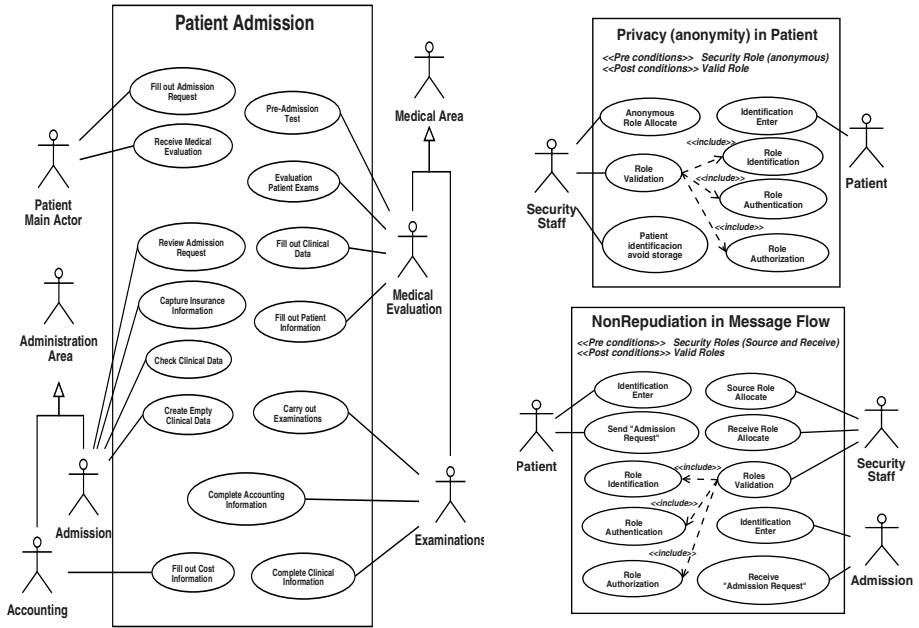 Patient Admission
Fill out Admission
Request
Pre-Admission
Test
Medical Area
Receive Medical
Evaluation
Patient
Main Actor
Evaluation
Patient Exams
Review Admission
Request
Fill out Clinical
Data
Medical
Evaluation
Administration
Area
Capture Insurance
Information
Fill out Patient
Information
Check Clinical Data
Create Empty
Clinical Data
Carry out
Examinations
Admission
Complete Accounting
Information
Examinations
Accounting
Fill out Cost
Information
Complete Clinical
Information
Privacy (anonymity) in Patient
<<Pre conditions>> Security Role (anonymous)
<<Post conditions>> Valid Role
Anonymous
Role Allocate
Identification
Enter
<<include>>
Role
Identification
Role
Validation
<<include>>
Role
Authentication
Patient
Security
Staff
<<include>>
Patient
identificacion
avoid storage
Role
Authorization
NonRepudiation in Message Flow
<<Pre conditions>> Security Roles (Source and Receive)
<<Post conditions>> Valid Roles
Identification
Enter
Source Role
Allocate
Send "Admission
Request"
Receive Role
Allocate
Patient
Security
Staff
Role
Identification
<<include>>
Roles
Validation
<<include>>
Role
Authentication
Identification
Enter
<<include>>
Role
Authorization
Receive
"Admission Request"
Admission